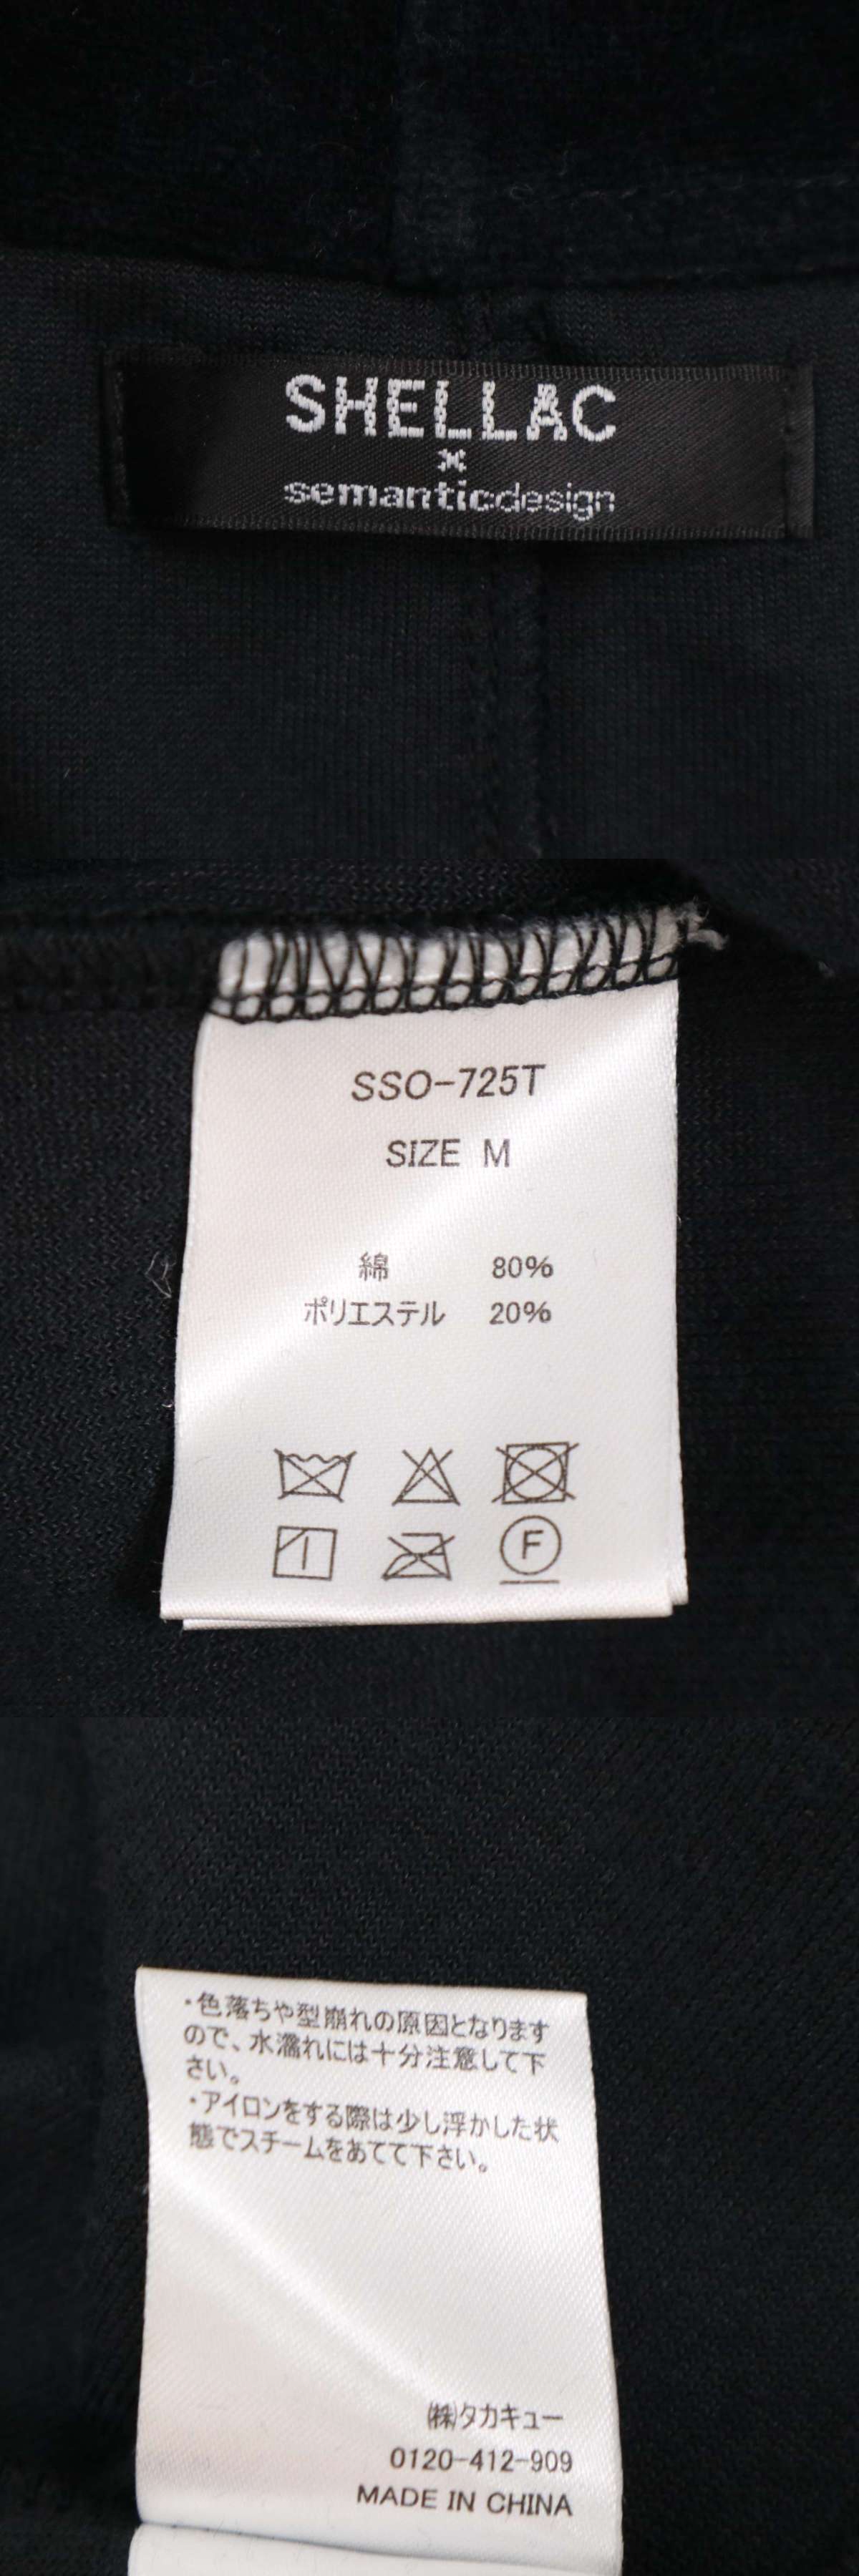 SHELLAC
×
semanticdesign
SSO-725T
SIZE M
綿 80%
ポリエステル 20%
F
・色落ちや型崩れの原因となります
ので、水濡れには十分注意して下
さい。
・アイロンをする際は少し浮かした状
態でスチームをあてて下さい。
㈱タカキュー
0120-412-909
MADE IN CHINA